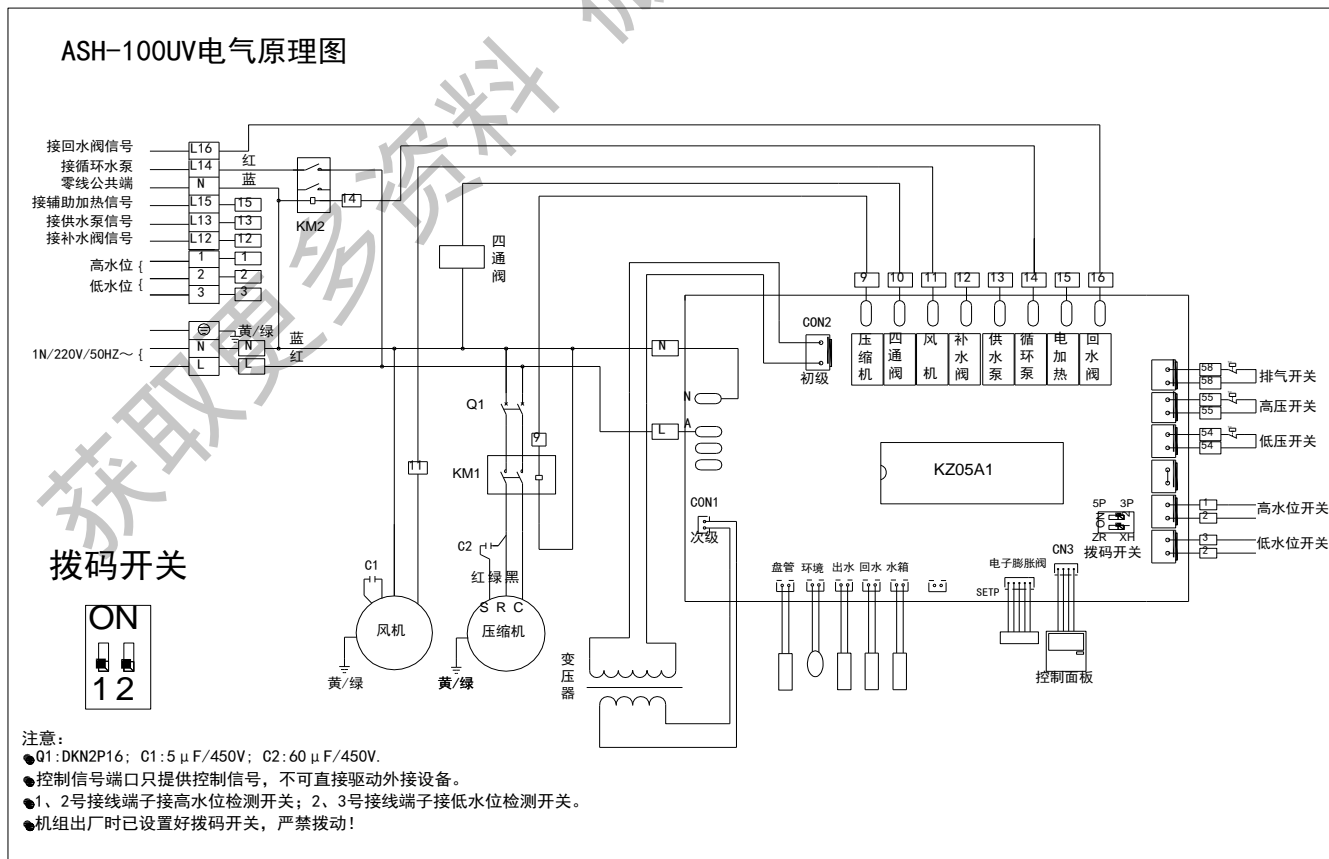 ASH-100UV电气原理图
接回水阀信号 L16
接循环水泵 L14 红
零线公共端 N 蓝
接辅助加热信号 L15 15
接供水泵信号 L13 13
接补水阀信号 L12 12
高水位 { 1 1
低水位 { 2 2
3 3
14
KM2
四通阀
黄/绿
1N/220V/50HZ～ { N N 蓝
L L 红
9 10 11 12 13 14 15 16
CON2
初级
压缩机 四通阀 风机 补水阀 供水泵 循环泵 电加热 回水阀
N
N
L A
Q1
9
KM1
11
C2
红 绿 黑
S R C
压缩机
黄/绿
C1
风机
黄/绿
变压器
CON1
次级
KZ05A1
58
58 排气开关
55
55 高压开关
54
54 低压开关
1
2 高水位开关
3
2 低水位开关
5P 3P
ON
ZR XH
拨码开关
盘管 环境 出水 回水 水箱
电子膨胀阀
SETP
CN3
控制面板
拨码开关
ON
1 2
注意:
●Q1:DKN2P16; C1:5μF/450V; C2:60μF/450V.
●控制信号端口只提供控制信号, 不可直接驱动外接设备。
●1、2号接线端子接高水位检测开关; 2、3号接线端子接低水位检测开关。
●机组出厂时已设置好拨码开关, 严禁拨动!
获取更多资料